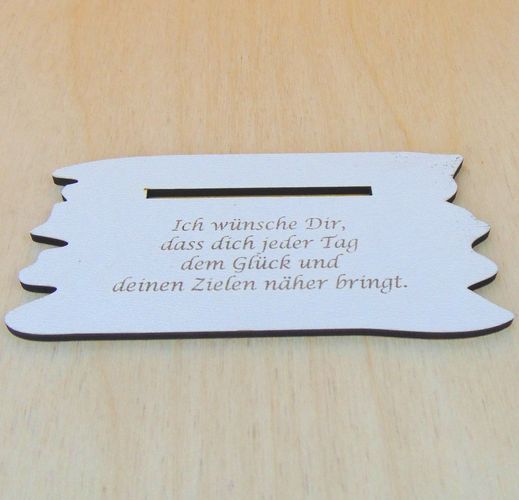 Ich wünsche Dir,
dass dich jeder Tag
dem Glück und
deinen Zielen näher bringt.